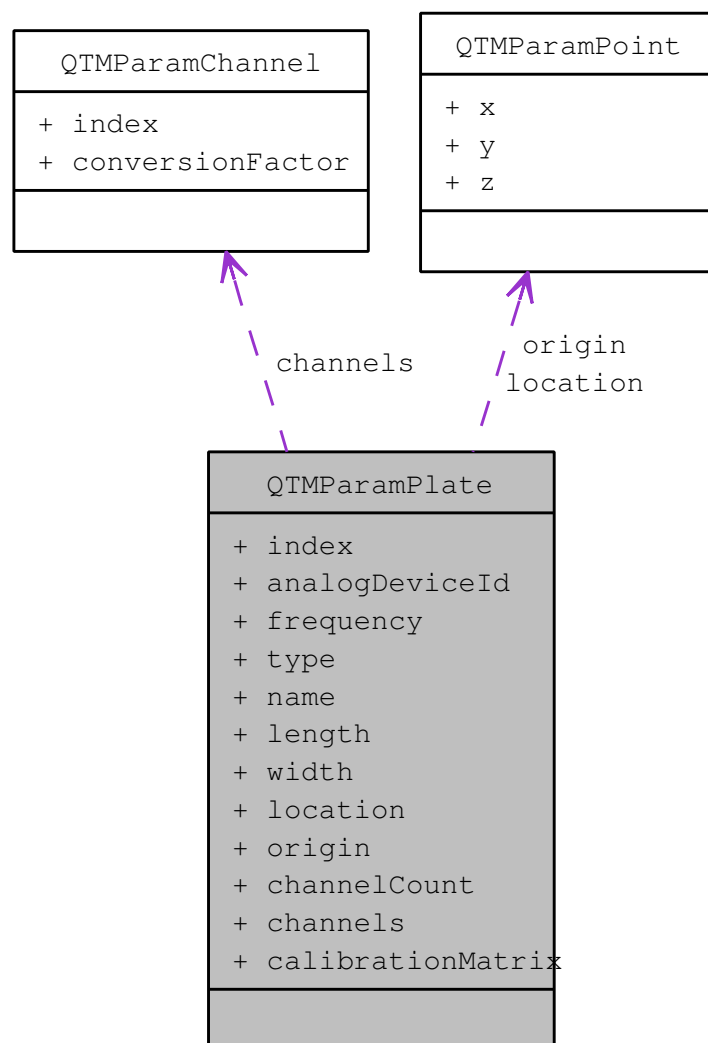 QTMParamChannel
+ index
+ conversionFactor
QTMParamPoint
+ x
+ y
+ z
channels
origin
location
QTMParamPlate
+ index
+ analogDeviceId
+ frequency
+ type
+ name
+ length
+ width
+ location
+ origin
+ channelCount
+ channels
+ calibrationMatrix